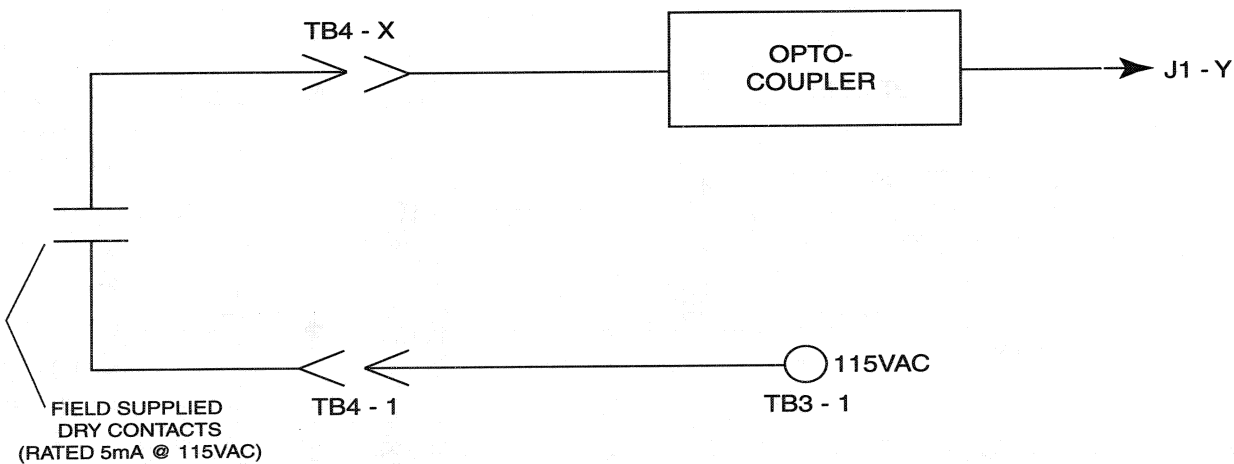 TB4 - X
OPTO-
COUPLER
J1 - Y
115VAC
TB3 - 1
TB4 - 1
FIELD SUPPLIED
DRY CONTACTS
(RATED 5mA @ 115VAC)